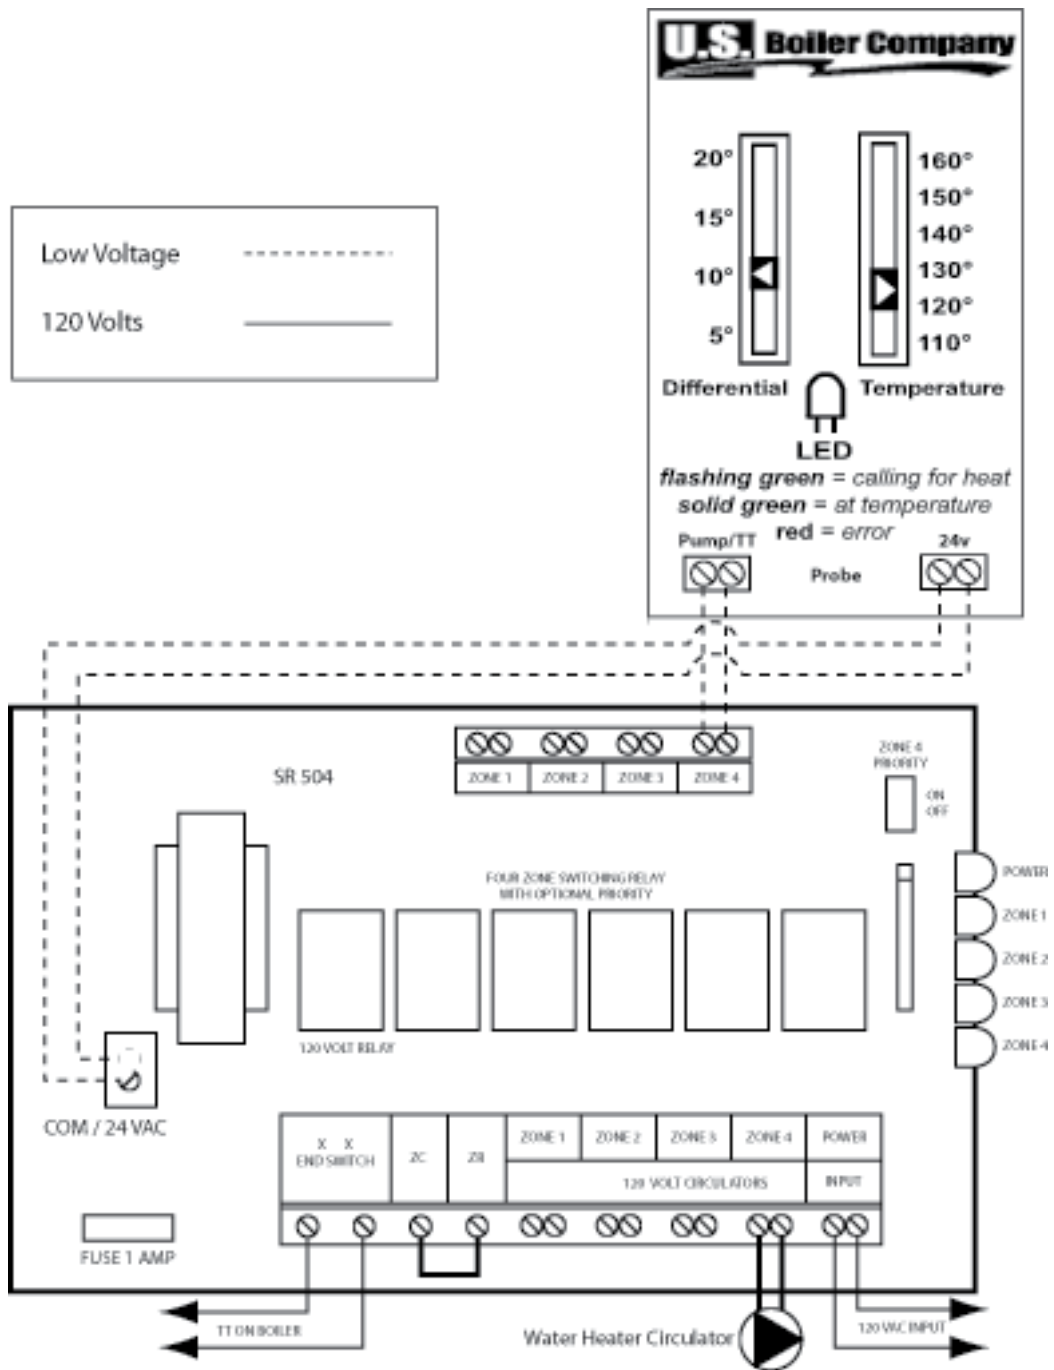 U.S. Boiler Company
20°
15°
10°
5°
160°
150°
140°
130°
120°
110°
Differential
Temperature
LED
flashing green = calling for heat
solid green = at temperature
red = error
Pump/TT
Probe
24v
Low Voltage
120 Volts
SR 504
ZONE 1
ZONE 2
ZONE 3
ZONE 4
ZONE 4
PRIORITY
ON
OFF
FOUR ZONE SWITCHING RELAY
WITH OPTIONAL PRIORITY
POWER
ZONE 1
ZONE 2
ZONE 3
ZONE 4
120 VOLT RELAY
COM / 24 VAC
X X
END SWITCH
ZC
ZR
ZONE 1
ZONE 2
ZONE 3
ZONE 4
POWER
120 VOLT CIRCULATORS
INPUT
FUSE 1 AMP
TT ON BOILER
Water Heater Circulator
120 VAC INPUT